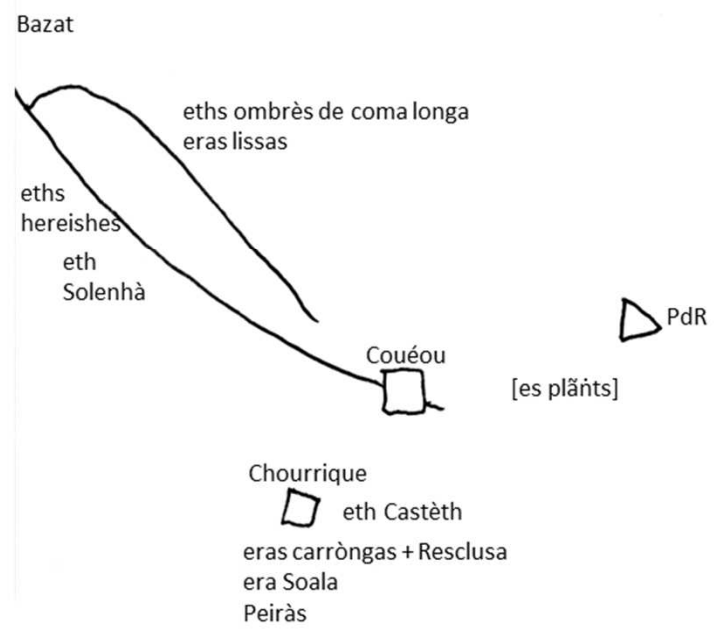 Bazat
eths ombrès de coma longa
eras lissas
eths
hereishes
eth
Solenhà
PdR
Couéou
[es plãṅts]
Chourrique
eth Castèth
eras carròngas + Resclusa
era Soala
Peiràs